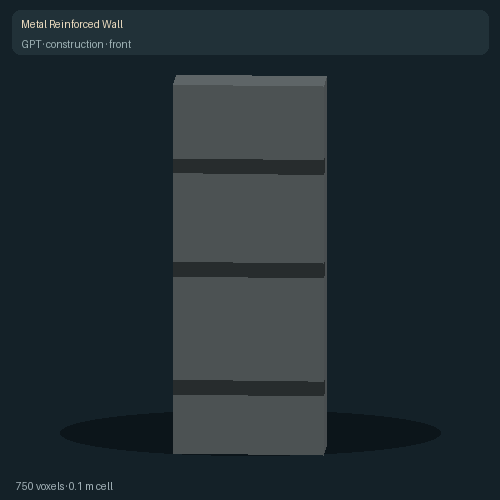 Metal Reinforced Wall
GPT · construction · front
750 voxels · 0.1 m cell